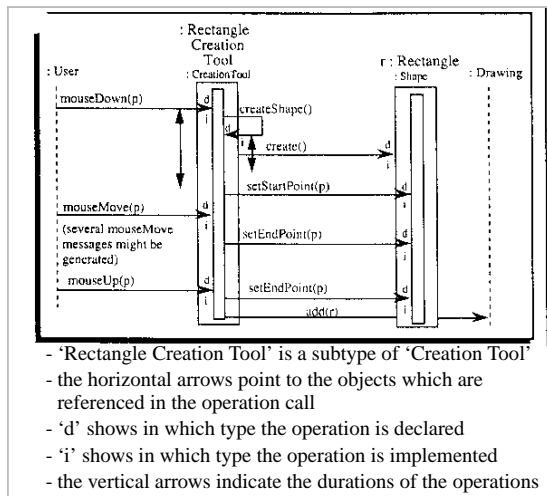 : Rectangle
Creation
Tool
: User
: CreationTool
r : Rectangle
: Shape
: Drawing
mouseDown(p)
d
i
createShape()
d
i
create()
d
i
setStartPoint(p)
d
i
mouseMove(p)
d
i
(several mouseMove
messages might be
generated)
setEndPoint(p)
d
i
mouseUp(p)
d
i
setEndPoint(p)
d
i
add(r)
- ‘Rectangle Creation Tool’ is a subtype of ‘Creation Tool’
- the horizontal arrows point to the objects which are
referenced in the operation call
- ‘d’ shows in which type the operation is declared
- ‘i’ shows in which type the operation is implemented
- the vertical arrows indicate the durations of the operations